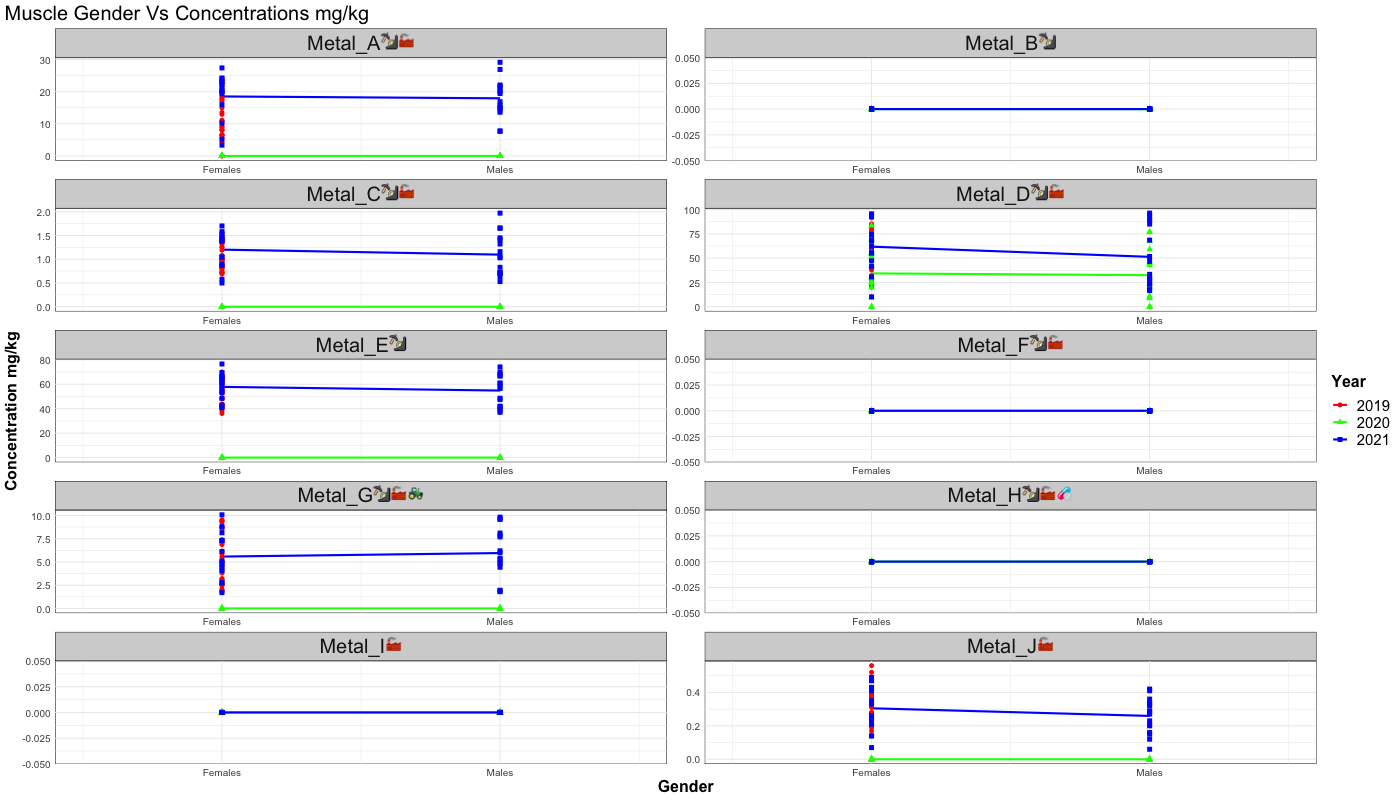 Muscle Gender Vs Concentrations mg/kg
Metal_A
30
20
10
0
Females
Males
Metal_B
0.050
0.025
0.000
-0.025
-0.050
Females
Males
Metal_C
2.0
1.5
1.0
0.5
0.0
Females
Males
Metal_D
100
75
50
25
0
Females
Males
Metal_E
80
60
40
20
0
Females
Males
Metal_F
0.050
0.025
0.000
-0.025
-0.050
Females
Males
Metal_G
10.0
7.5
5.0
2.5
0.0
Females
Males
Metal_H
0.050
0.025
0.000
-0.025
-0.050
Females
Males
Metal_I
0.050
0.025
0.000
-0.025
-0.050
Females
Males
Metal_J
0.4
0.2
0.0
Females
Males
Concentration mg/kg
Gender
Year
2019
2020
2021